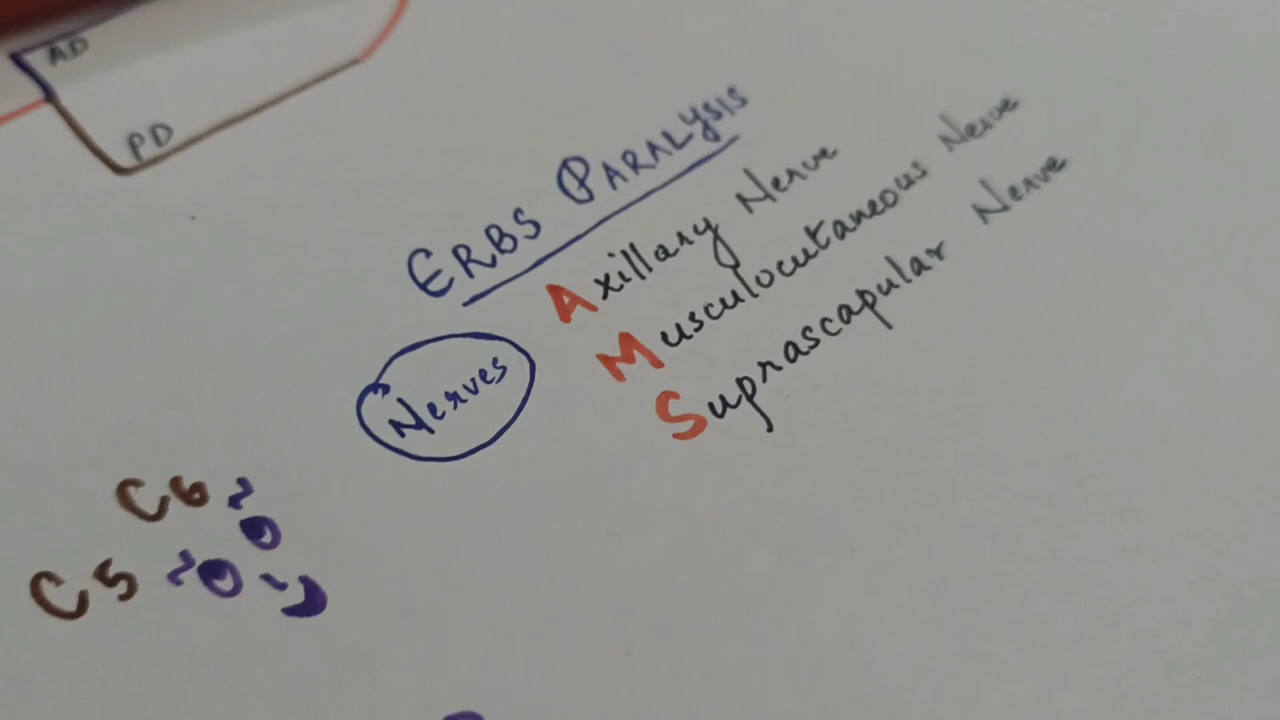 AD
PD
ERBS PARALYSIS
Axillary Nerve
Musculocutaneous Nerve
Suprascapular Nerve
Nerves
C6
C5